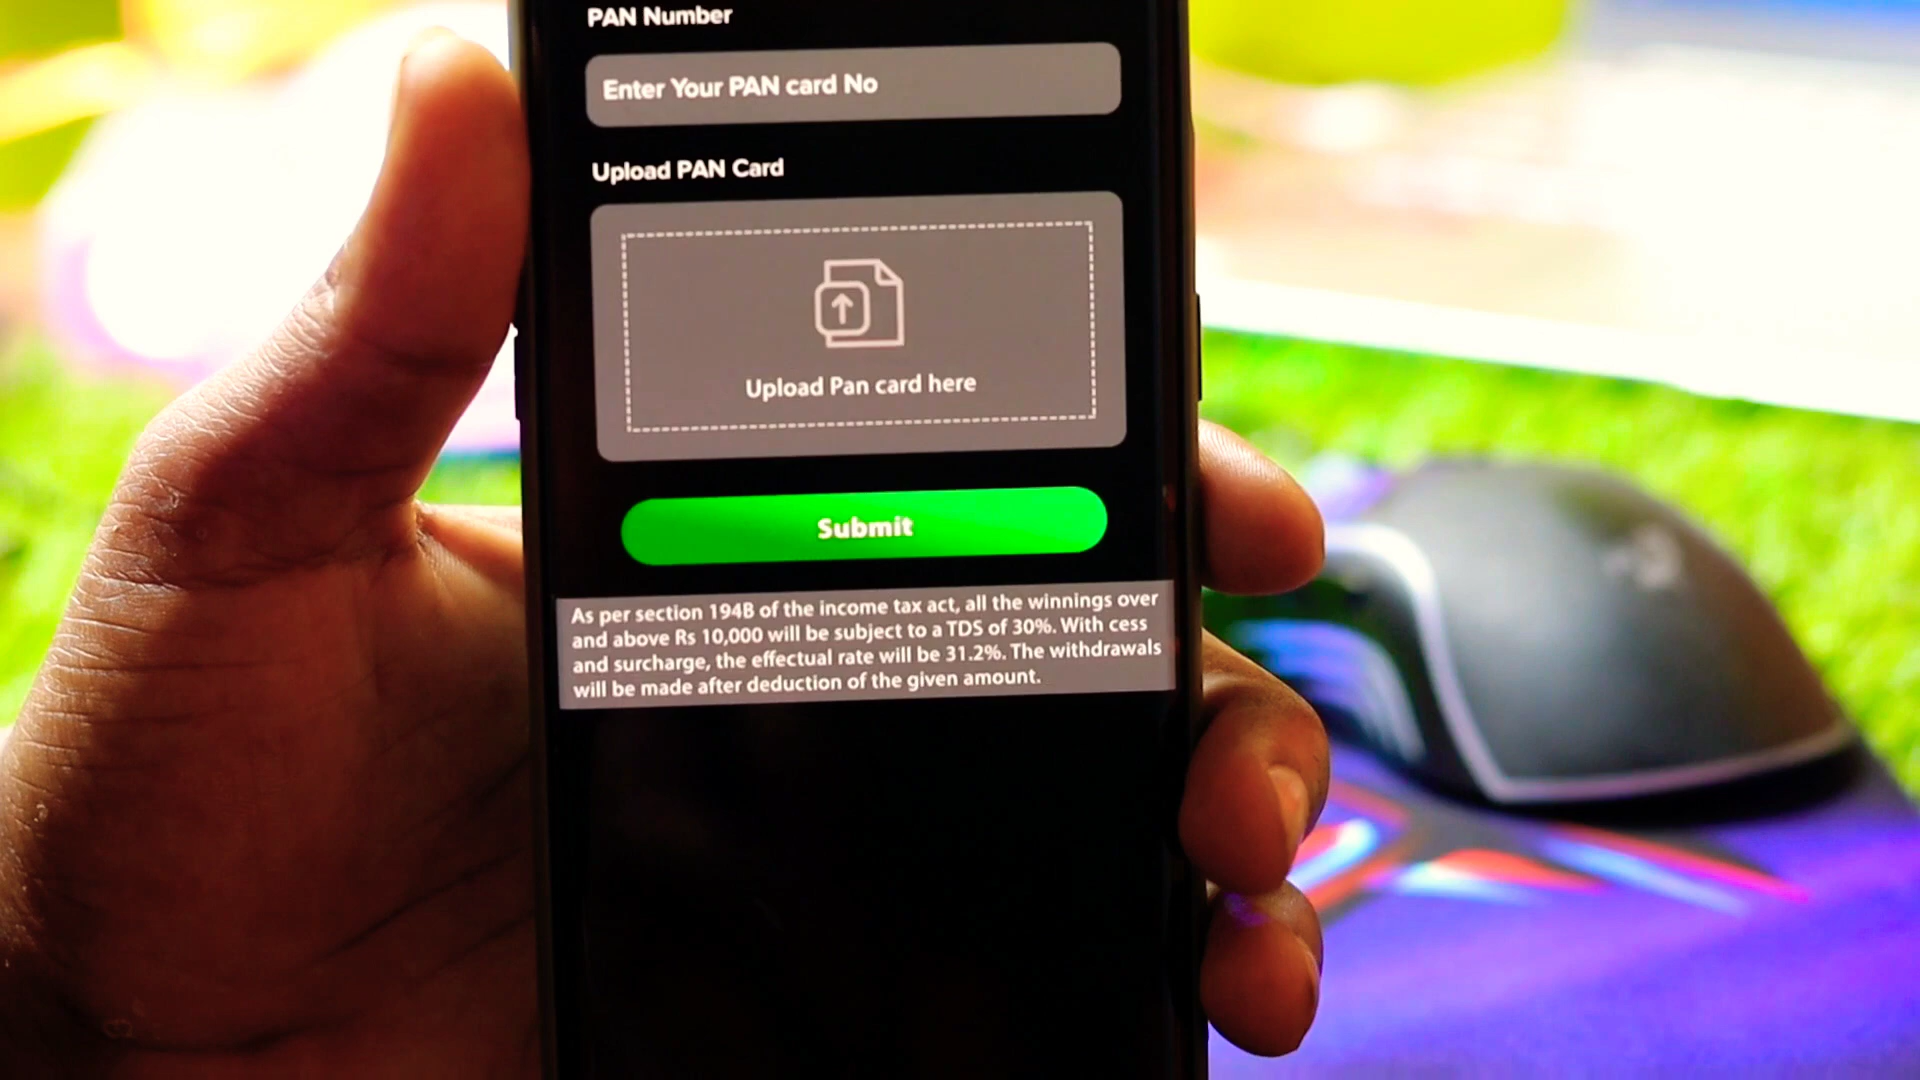 PAN Number
Enter Your PAN card No
Upload PAN Card
Upload Pan card here
Submit
As per section 194B of the income tax act, all the winnings over
and above Rs 10,000 will be subject to a TDS of 30%. With cess
and surcharge, the effectual rate will be 31.2%. The withdrawals
will be made after deduction of the given amount.